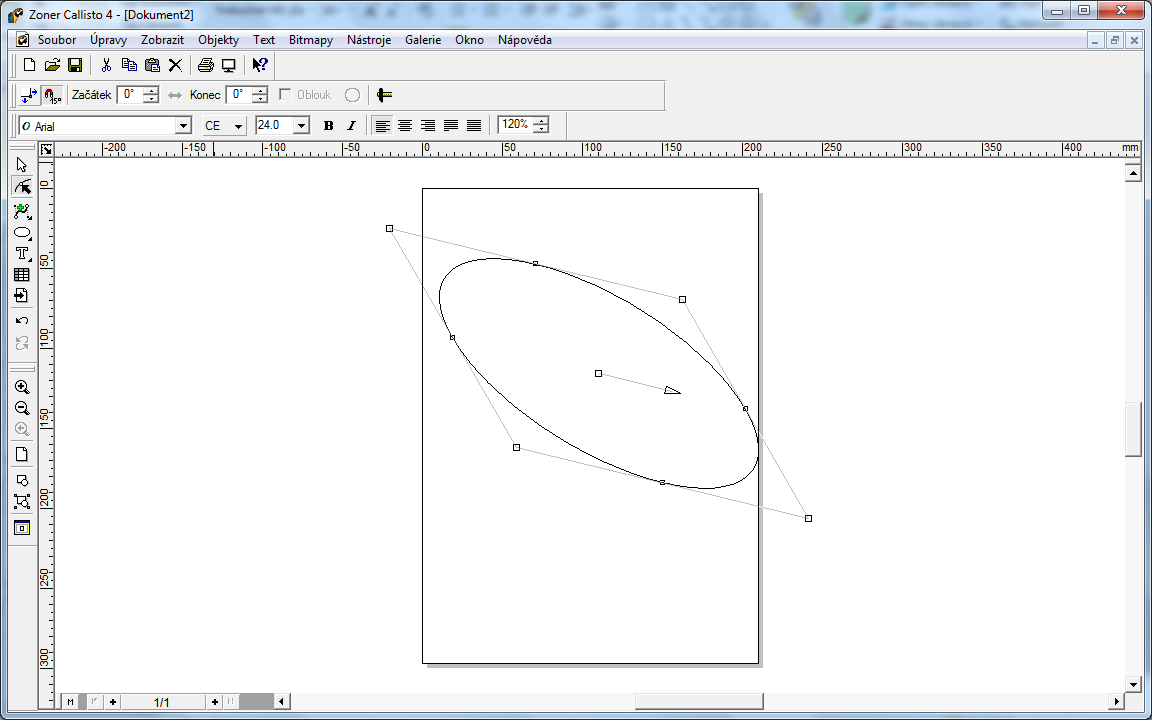 Zoner Callisto 4 - [Dokument2]
Soubor Úpravy Zobrazit Objekty Text Bitmapy Nástroje Galerie Okno Nápověda
15°
Začátek 0° Konec 0° Oblouk
O Arial CE 24.0 B I 120%
-200 -150 -100 -50 0 50 100 150 200 250 300 350 400 mm
0
50
100
150
200
250
300
1/1